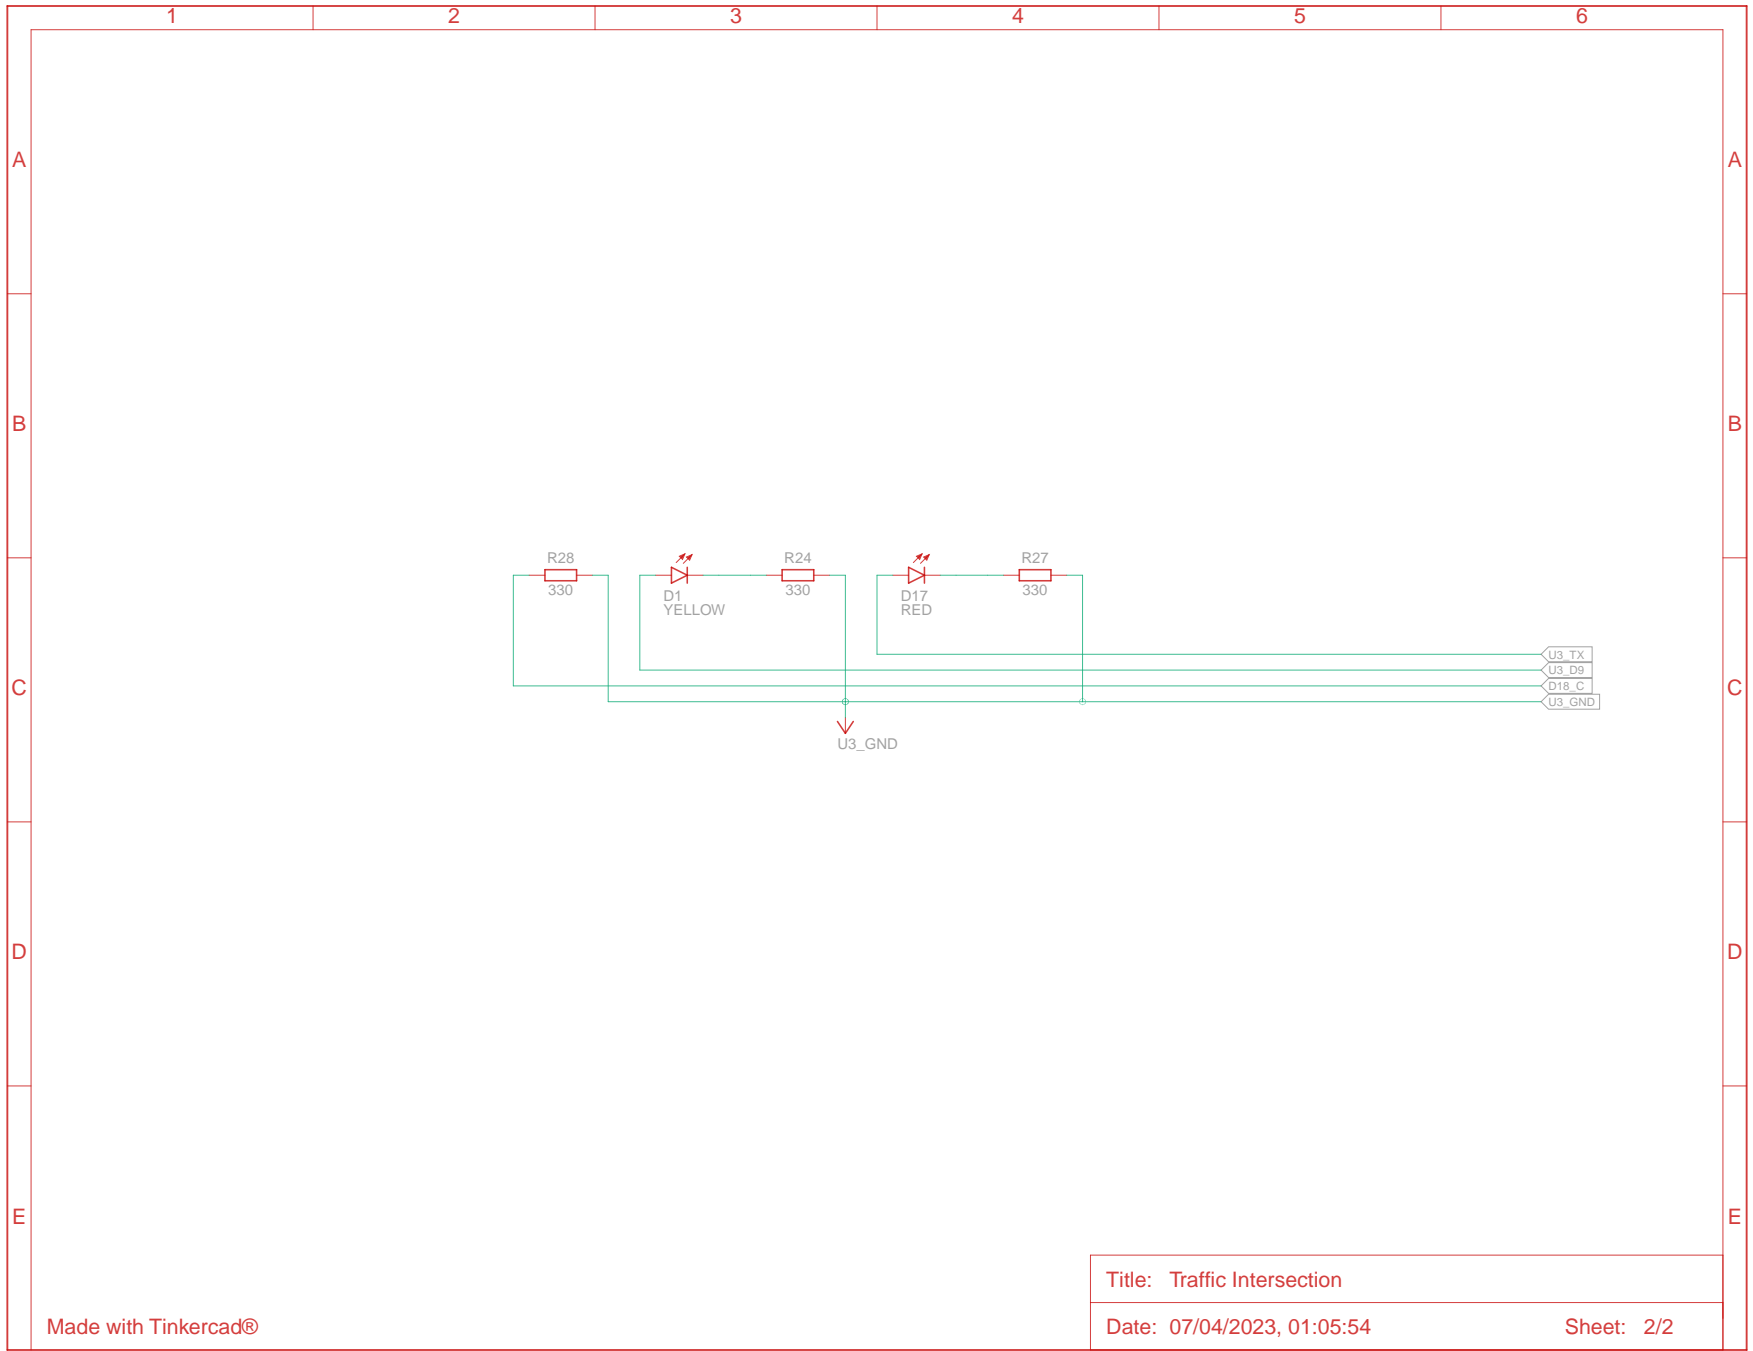 1 2 3 4 5 6
A A
B B
R28 R24 R27
330 330 330
D1 D17
YELLOW RED
U3_TX
U3_D9
C D18_C C
U3_GND
U3_GND
D D
E E
Title: Traffic Intersection
Made with Tinkercad® Date: 07/04/2023, 01:05:54 Sheet: 2/2